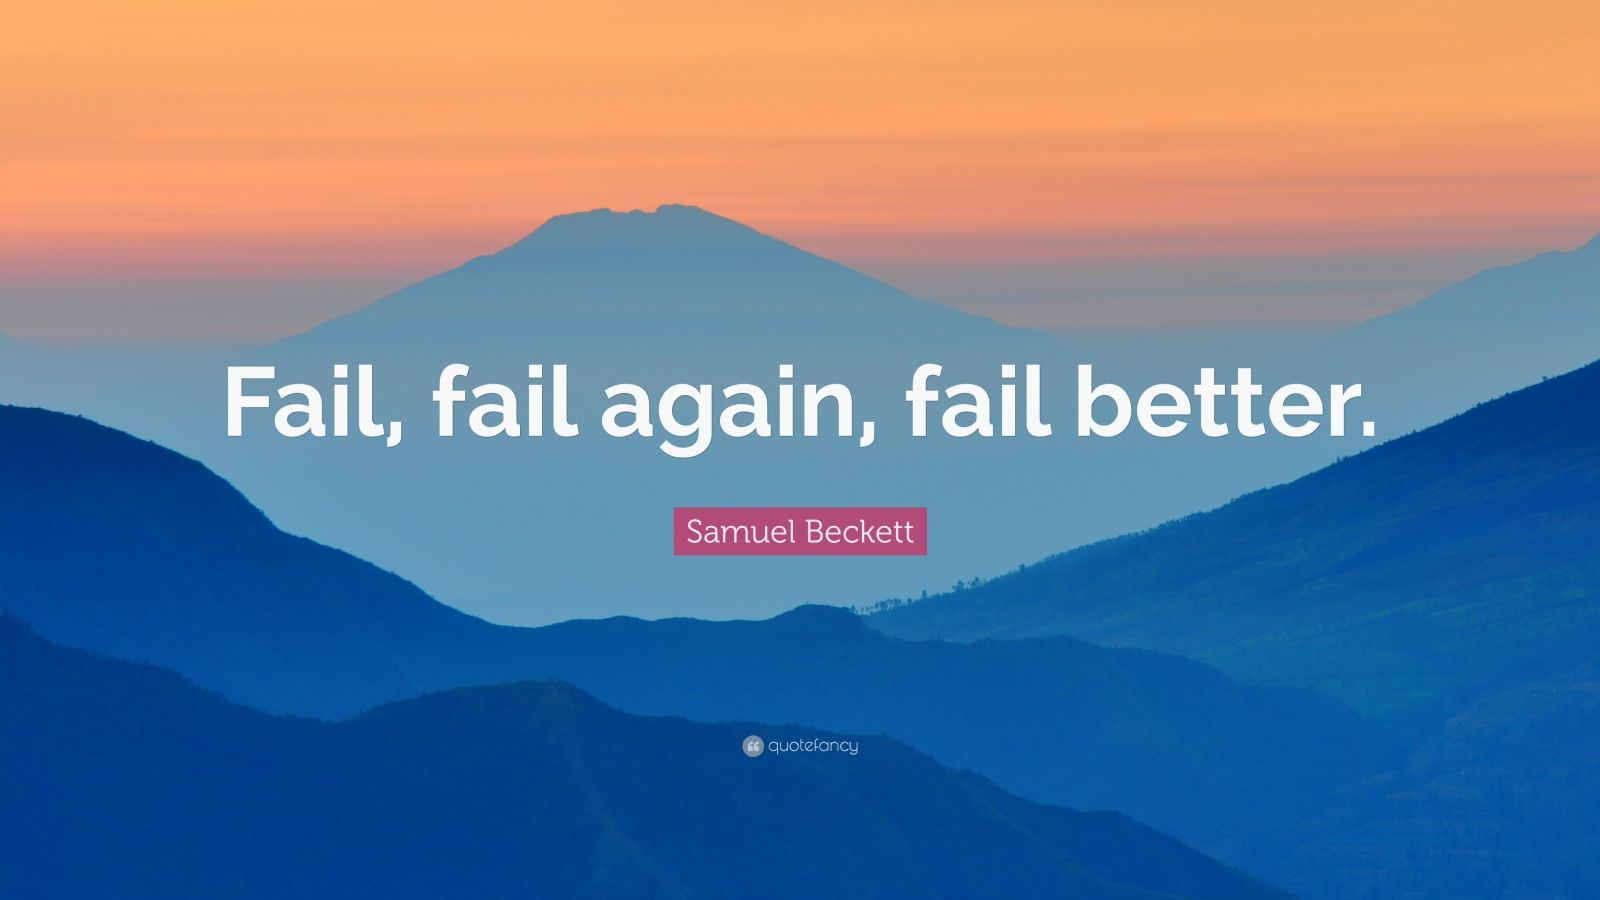 Fail, fail again, fail better.
Samuel Beckett
quotefancy